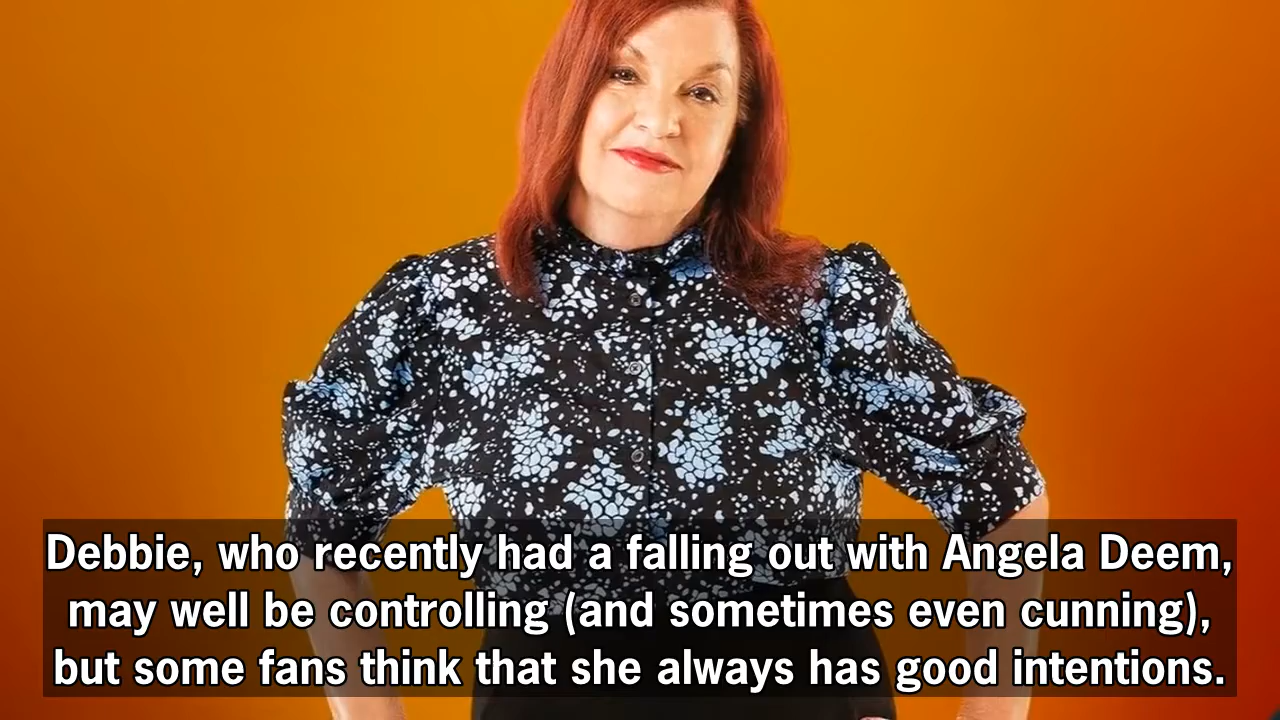 Debbie, who recently had a falling out with Angela Deem,
may well be controlling (and sometimes even cunning),
but some fans think that she always has good intentions.